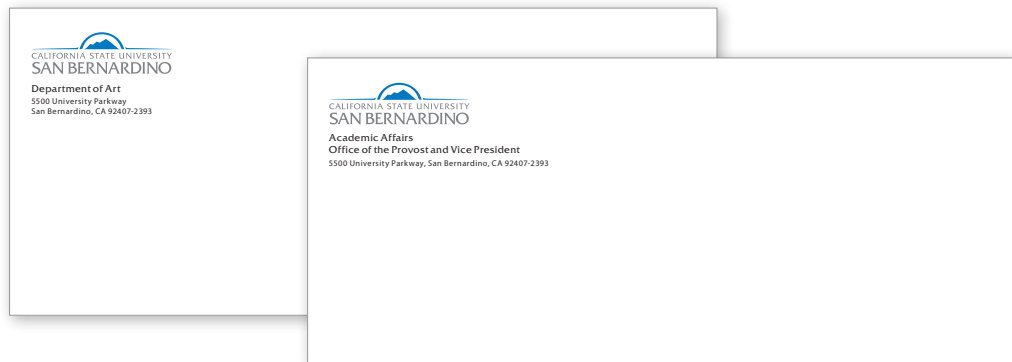 CALIFORNIA STATE UNIVERSITY
SAN BERNARDINO
Department of Art
5500 University Parkway
San Bernardino, CA 92407-2393
CALIFORNIA STATE UNIVERSITY
SAN BERNARDINO
Academic Affairs
Office of the Provost and Vice President
5500 University Parkway, San Bernardino, CA 92407-2393